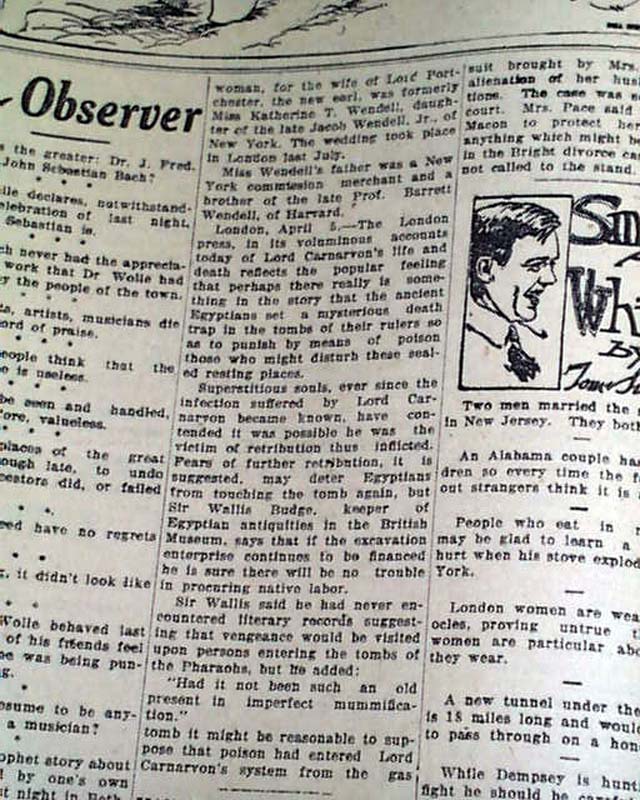 Observer
s the greater: Dr. J. Fred.
John Sebastian Bach?
ile declares, notwithstand-
elebration of last night,
Sebastian is.
ch never had the apprecia-
work that Dr Wolle had
y the people of the town.
ts, artists, musicians die
ord of praise.
eople think that the
e is useless.
be seen and handled,
fore, valueless.
places of the great
ough late, to undo
cestors did, or failed
eed have no regrets
, it didn't look like
Wolle behaved last
of his friends feel
he was being pun-
g.
esume to be any-
a musician?
ophet story about
by one's own
t night in Beth
woman, for the wife of Lord Port-
chester, the new earl, was formerly
Miss Katherine T. Wendell, daugh-
ter of the late Jacob Wendell, Jr., of
New York. The wedding took place
in London last July.
Miss Wendell's father was a New
York commission merchant and a
brother of the late Prof. Barrett
Wendell, of Harvard.
London, April 5.—The London
press, in its voluminous accounts
today of Lord Carnarvon's life and
death reflects the popular feeling
that perhaps there really is some-
thing in the story that the ancient
Egyptians set a mysterious death
trap in the tombs of their rulers so
as to punish by means of poison
those who might disturb these seal-
ed resting places.
Superstitious souls, ever since the
infection suffered by Lord Car-
narvon became known, have con-
tended it was possible he was the
victim of retribution thus inflicted.
Fears of further retribution, it is
suggested, may deter Egyptians
from touching the tomb again, but
Sir Wallis Budge, keeper of
Egyptian antiquities in the British
Museum, says that if the excavation
enterprise continues to be financed
he is sure there will be no trouble
in procuring native labor.
Sir Wallis said he had never en-
countered literary records suggest-
ing that vengeance would be visited
upon persons entering the tombs of
the Pharaohs, but he added:
"Had it not been such an old
present in imperfect mummifica-
tion."
tomb it might be reasonable to sup-
pose that poison had entered Lord
Carnarvon's system from the gas
suit brought by Mrs.
alienation of her hus
tions. The case was
court. Mrs. Pace said
Macon to protect her
anything which might be
in the Bright divorce
not called to the stand.
Two men married the
in New Jersey. They both
An Alabama couple ha
dren so every time the
out strangers think it is
People who eat in
may be glad to learn a
hurt when his stove explod
York.
London women are wea
ocles, proving untrue
women are particular abo
they wear.
A new tunnel under the
is 18 miles long and would
to pass through on a hon
While Dempsey is hunt
fight he should be